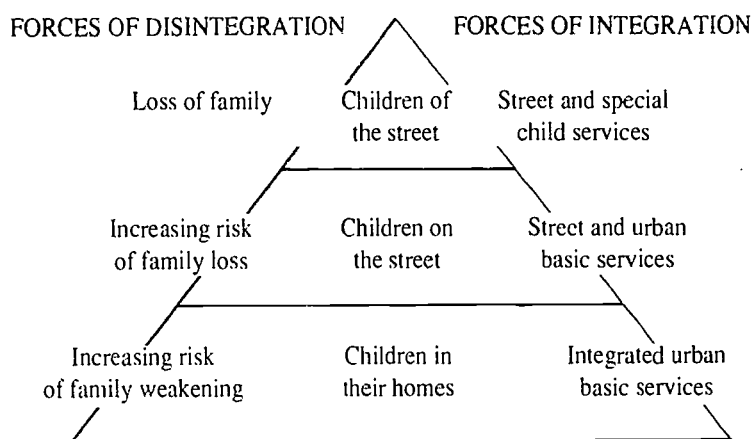 FORCES OF DISINTEGRATION
FORCES OF INTEGRATION
Loss of family
Children of
the street
Street and special
child services
Increasing risk
of family loss
Children on
the street
Street and urban
basic services
Increasing risk
of family weakening
Children in
their homes
Integrated urban
basic services